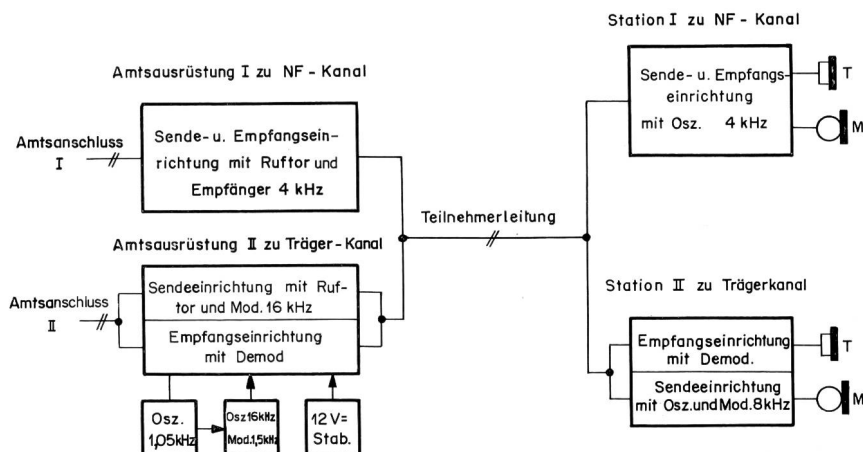 Station I zu NF - Kanal
Amtsausrüstung I zu NF - Kanal
Sende- u. Empfangs-
einrichtung
mit Osz. 4 kHz
T
M
Amtsanschluss
I
Sende- u. Empfangsein-
richtung mit Ruftor und
Empfänger 4 kHz
Teilnehmerleitung
Amtsausrüstung II zu Träger-Kanal
Amtsanschluss
II
Sendeeinrichtung mit Ruf-
tor und Mod. 16 kHz
Empfangseinrichtung
mit Demod
Osz.
1,05kHz
Osz16kHz
Mod.1,5kHz
12 V=
Stab.
Station II zu Trägerkanal
Empfangseinrichtung
mit Demod.
Sendeeinrichtung
mit Osz.und Mod.8kHz
T
M